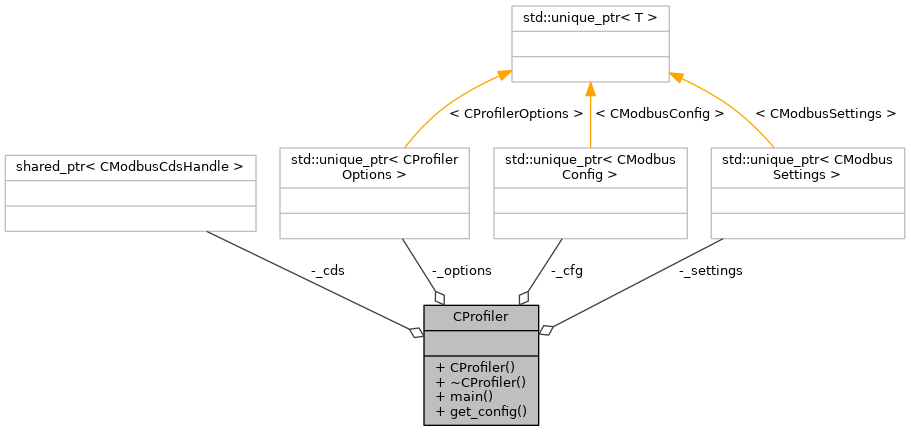 std::unique_ptr< T >
< CProfilerOptions >
< CModbusConfig >
< CModbusSettings >
shared_ptr< CModbusCdsHandle >
std::unique_ptr< CProfiler
Options >
std::unique_ptr< CModbus
Config >
std::unique_ptr< CModbus
Settings >
-_cds
-_options
-_cfg
-_settings
CProfiler
+ CProfiler()
+ ~CProfiler()
+ main()
+ get_config()